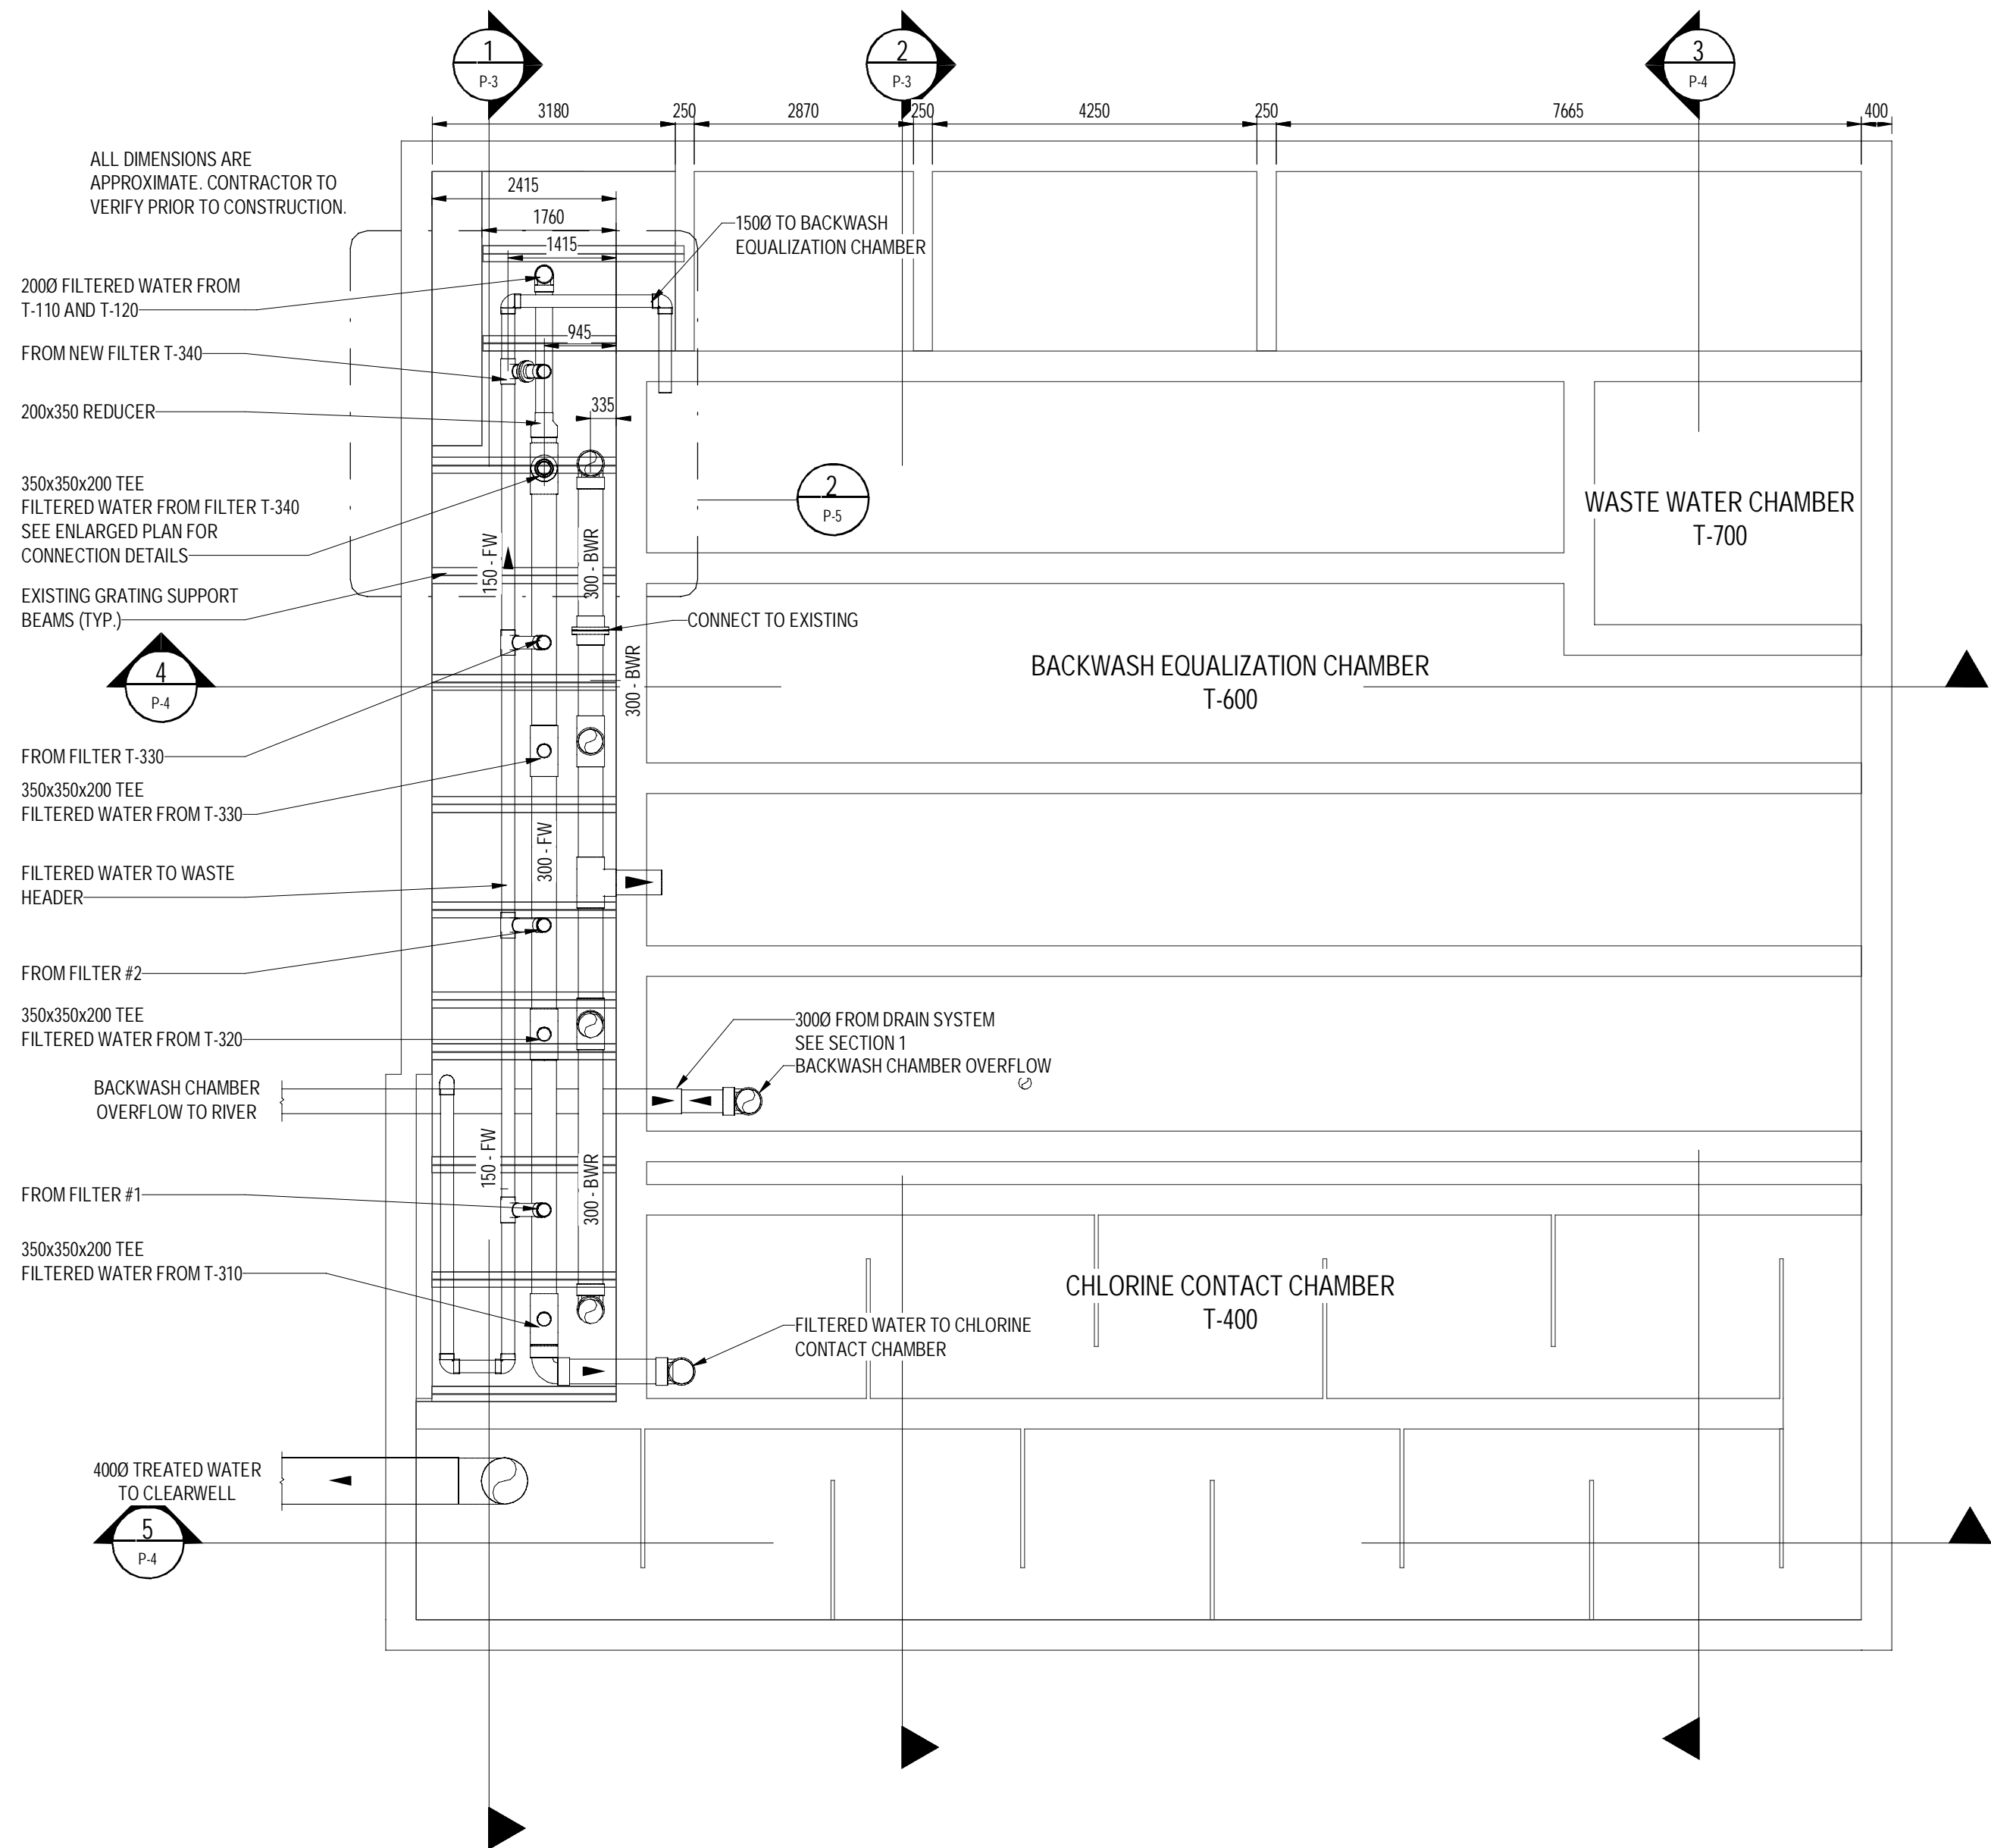 1
P-3
2
P-3
3
P-4
3180
250
2870
250
4250
250
7665
400
ALL DIMENSIONS ARE
APPROXIMATE. CONTRACTOR TO
VERIFY PRIOR TO CONSTRUCTION.
2415
1760
1415
945
335
150Ø TO BACKWASH
EQUALIZATION CHAMBER
200Ø FILTERED WATER FROM
T-110 AND T-120
FROM NEW FILTER T-340
200x350 REDUCER
350x350x200 TEE
FILTERED WATER FROM FILTER T-340
SEE ENLARGED PLAN FOR
CONNECTION DETAILS
EXISTING GRATING SUPPORT
BEAMS (TYP.)
2
P-5
WASTE WATER CHAMBER
T-700
150 - FW
300 - BWR
CONNECT TO EXISTING
300 - BWR
4
P-4
BACKWASH EQUALIZATION CHAMBER
T-600
FROM FILTER T-330
350x350x200 TEE
FILTERED WATER FROM T-330
300 - FW
FILTERED WATER TO WASTE
HEADER
FROM FILTER #2
350x350x200 TEE
FILTERED WATER FROM T-320
300Ø FROM DRAIN SYSTEM
SEE SECTION 1
BACKWASH CHAMBER OVERFLOW
BACKWASH CHAMBER
OVERFLOW TO RIVER
150 - FW
300 - BWR
FROM FILTER #1
350x350x200 TEE
FILTERED WATER FROM T-310
CHLORINE CONTACT CHAMBER
T-400
FILTERED WATER TO CHLORINE
CONTACT CHAMBER
400Ø TREATED WATER
TO CLEARWELL
5
P-4